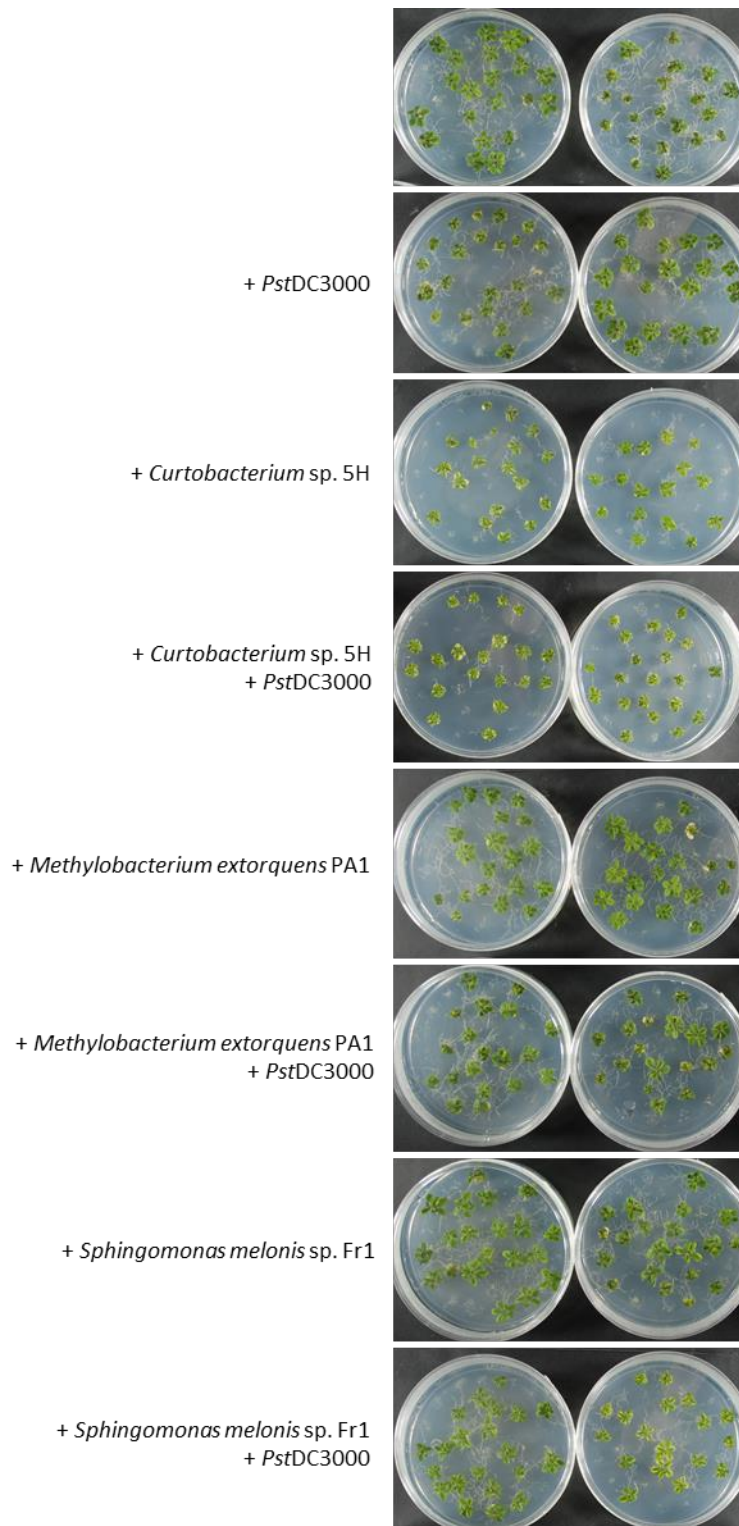 + PstDC3000
+ Curtobacterium sp. 5H
+ Curtobacterium sp. 5H
+ PstDC3000
+ Methylobacterium extorquens PA1
+ Methylobacterium extorquens PA1
+ PstDC3000
+ Sphingomonas melonis sp. Fr1
+ Sphingomonas melonis sp. Fr1
+ PstDC3000